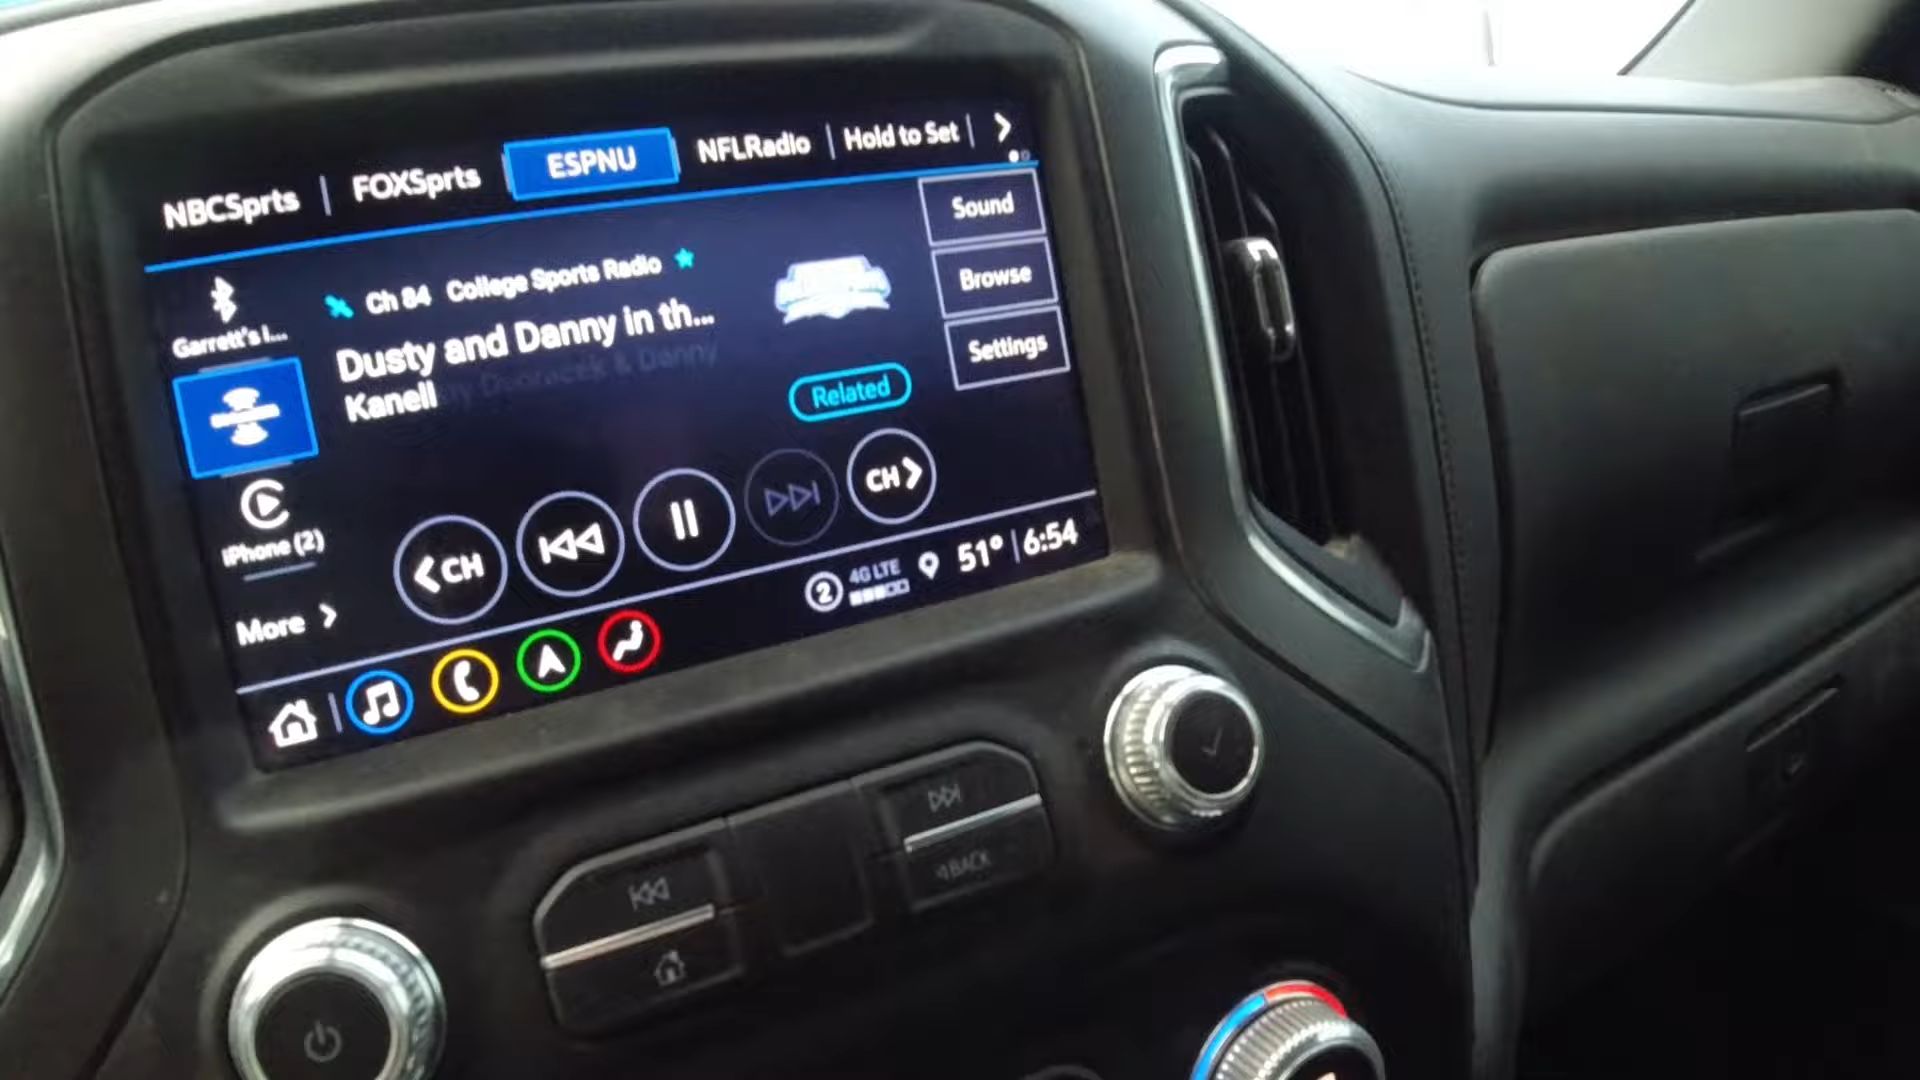 NBCSprts
FOXSprts
ESPNU
NFLRadio
Hold to Set
Ch 84 College Sports Radio
Dusty and Danny in th...
Kanell
Related
Sound
Browse
Settings
Garrett's I...
iPhone (2)
More
CH
CH
2
4G LTE
51° 6:54
BACK